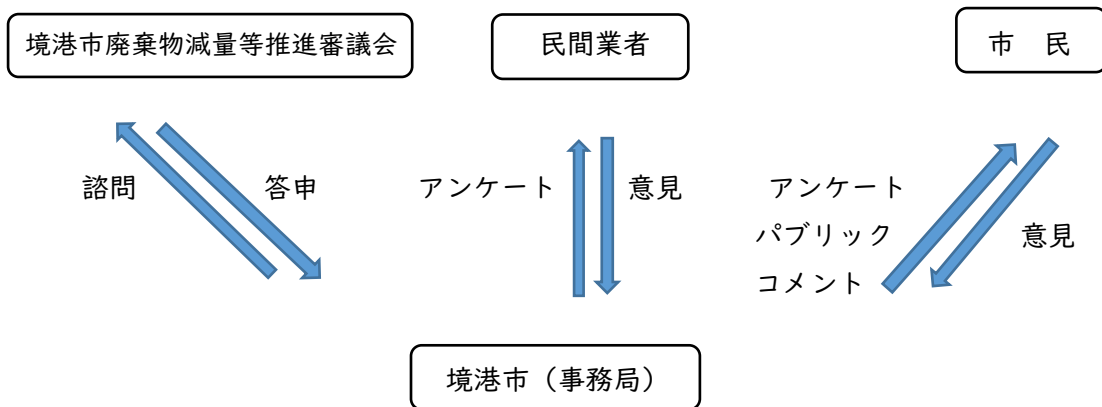 境港市廃棄物減量等推進審議会
民間業者
市　民
諮問
答申
アンケート
意見
アンケート
パブリック
コメント
意見
境港市（事務局）